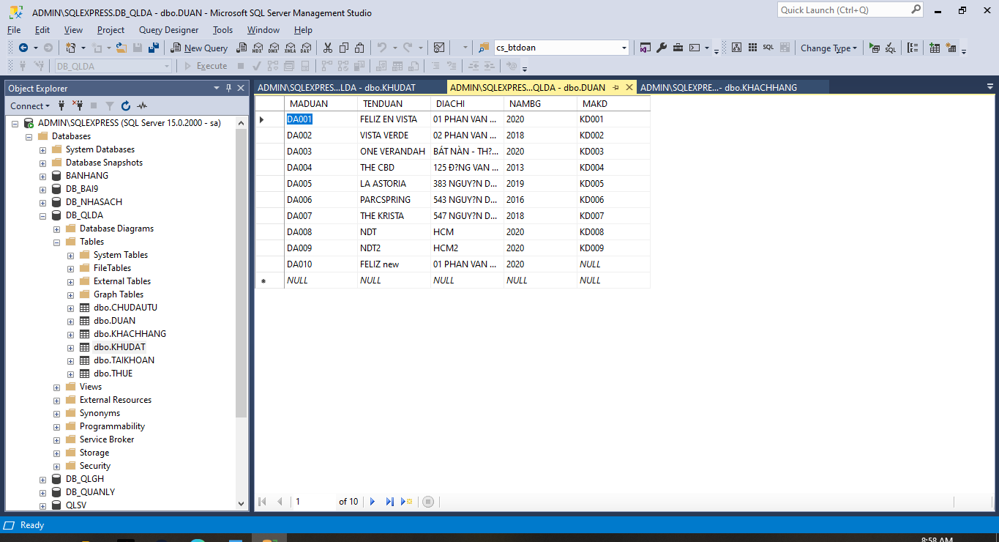 ADMIN\SQLEXPRESS.DB_QLDA - dbo.DUAN - Microsoft SQL Server Management Studio
Quick Launch (Ctrl+Q)
File Edit View Project Query Designer Tools Window Help
New Query MDX DMX XMLA DAX cs_btdoan SQL Change Type SQL
DB_QLDA Execute
Object Explorer
Connect
ADMIN\SQLEXPRESS (SQL Server 15.0.2000 - sa)
Databases
System Databases
Database Snapshots
BANHANG
DB_BAI9
DB_NHASACH
DB_QLDA
Database Diagrams
Tables
System Tables
FileTables
External Tables
Graph Tables
dbo.CHUDAUTU
dbo.DUAN
dbo.KHACHHANG
dbo.KHUDAT
dbo.TAIKHOAN
dbo.THUE
Views
External Resources
Synonyms
Programmability
Service Broker
Storage
Security
DB_QLGH
DB_QUANLY
QLSV
ADMIN\SQLEXPRES...LDA - dbo.KHUDAT ADMIN\SQLEXPRES...QLDA - dbo.DUAN ADMIN\SQLEXPRE...- dbo.KHACHHANG
MADUAN TENDUAN DIACHI NAMBG MAKD
DA001 FELIZ EN VISTA 01 PHAN VAN ... 2020 KD001
DA002 VISTA VERDE 02 PHAN VAN ... 2018 KD002
DA003 ONE VERANDAH BÁT NÀN - TH?... 2020 KD003
DA004 THE CBD 125 Đ?NG VAN ... 2013 KD004
DA005 LA ASTORIA 383 NGUY?N D... 2019 KD005
DA006 PARCSPRING 543 NGUY?N D... 2016 KD006
DA007 THE KRISTA 547 NGUY?N D... 2018 KD007
DA008 NDT HCM 2020 KD008
DA009 NDT2 HCM2 2020 KD009
DA010 FELIZ new 01 PHAN VAN ... 2020 NULL
NULL NULL NULL NULL NULL
1 of 10
Ready
8:58 AM